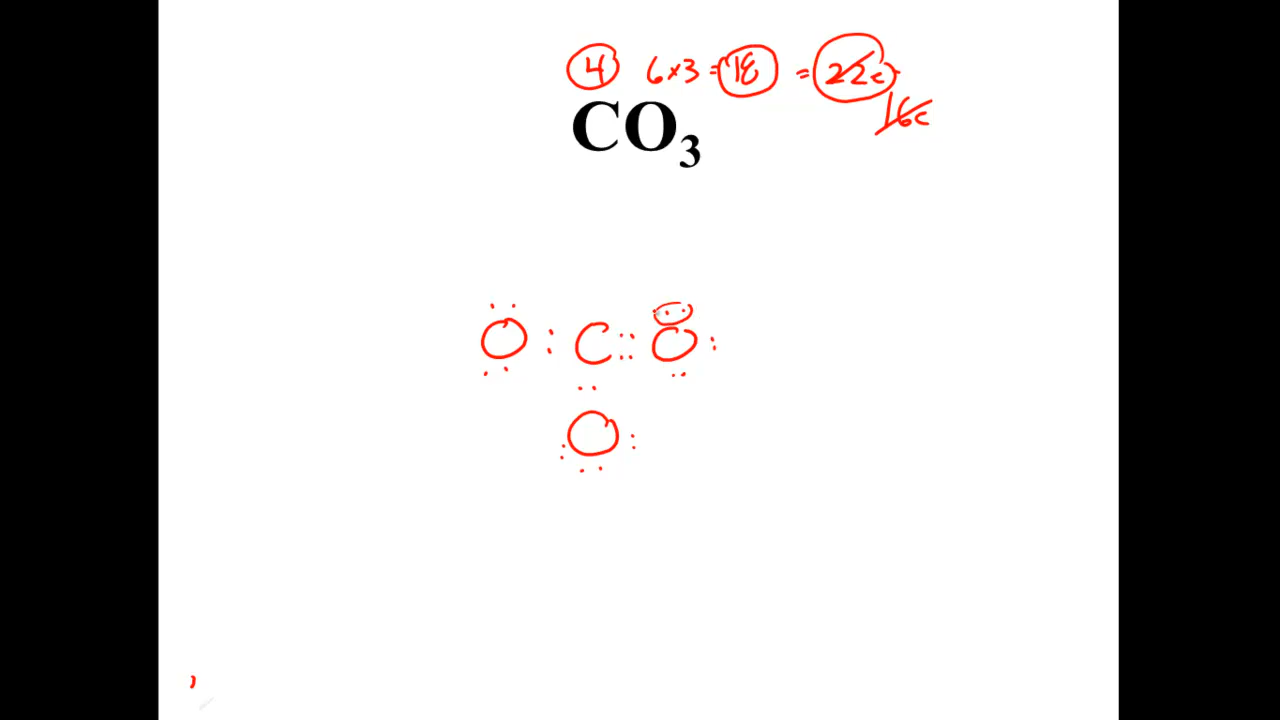 4 6×3 = 18 = 22e
16e
CO₃
O : C :: O :
O :